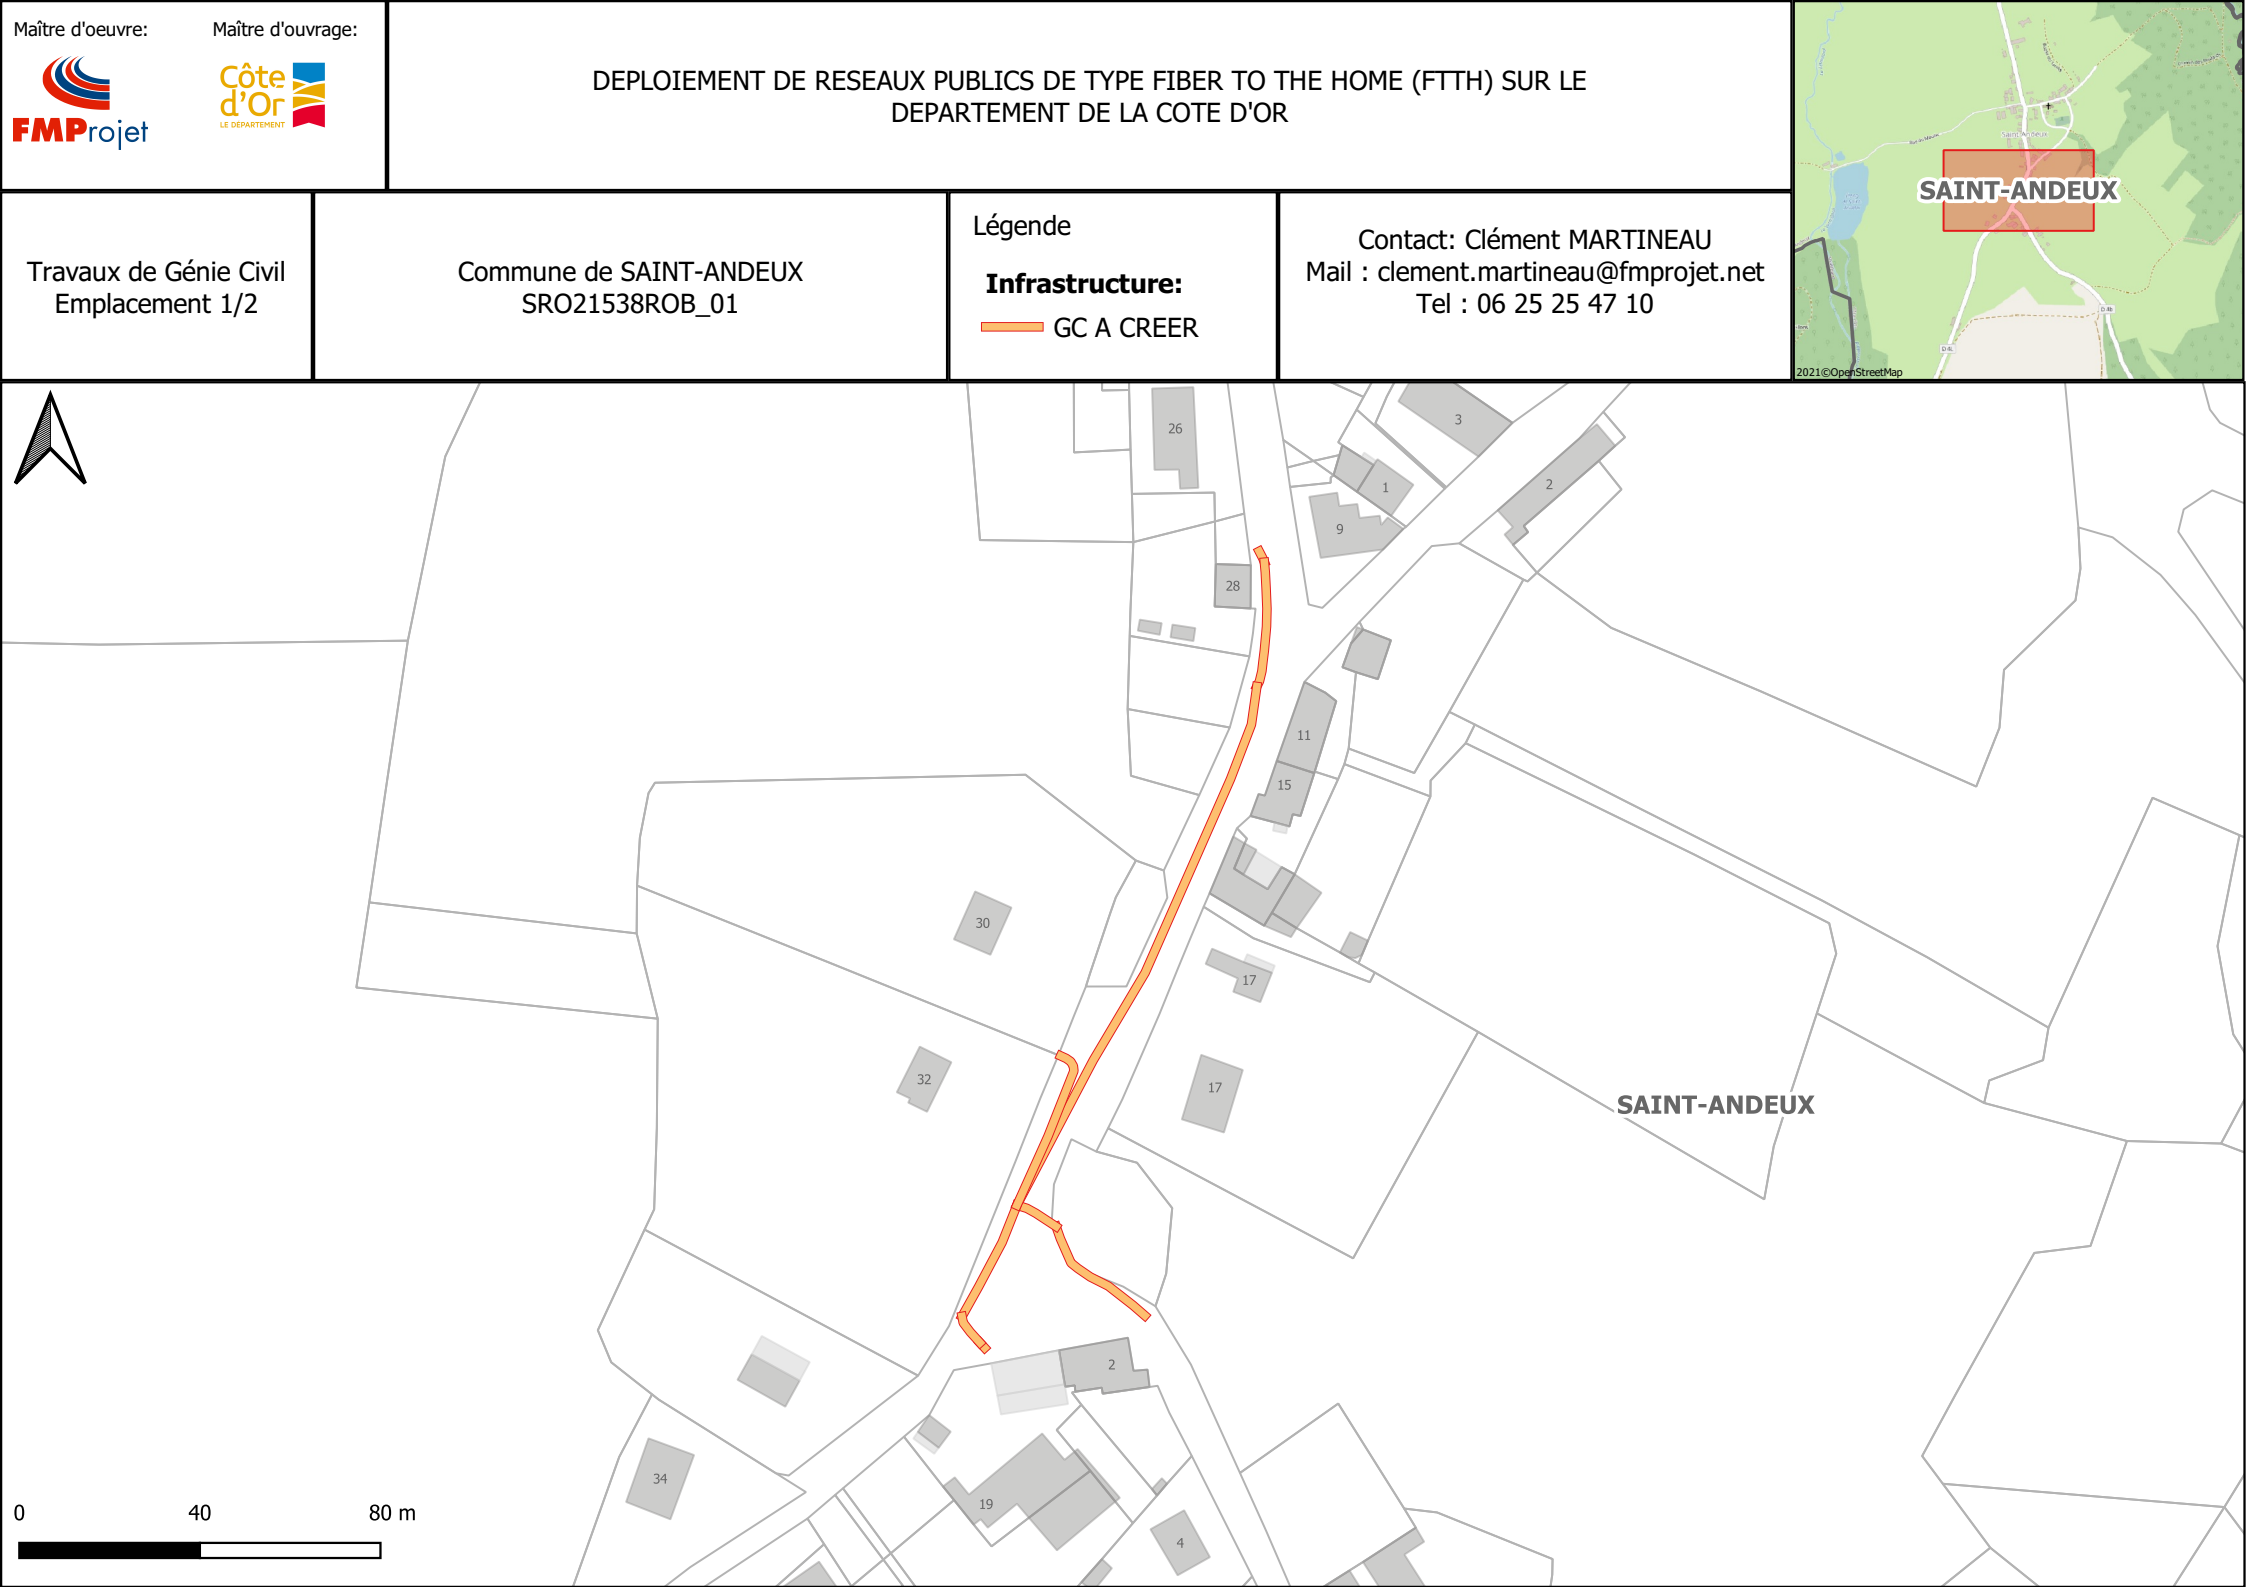 Maître d'oeuvre:
Maître d'ouvrage:
FMProjet
Côte
d'Or
LE DÉPARTEMENT
DEPLOIEMENT DE RESEAUX PUBLICS DE TYPE FIBER TO THE HOME (FTTH) SUR LE
DEPARTEMENT DE LA COTE D'OR
Travaux de Génie Civil
Emplacement 1/2
Commune de SAINT-ANDEUX
SRO21538ROB_01
Légende
Infrastructure:
GC A CREER
Contact: Clément MARTINEAU
Mail : clement.martineau@fmprojet.net
Tel : 06 25 25 47 10
Saint-Andeux
SAINT-ANDEUX
D 4b
2021©OpenStreetMap
26
3
1
2
9
28
11
15
30
17
32
17
SAINT-ANDEUX
2
34
19
4
0
40
80 m